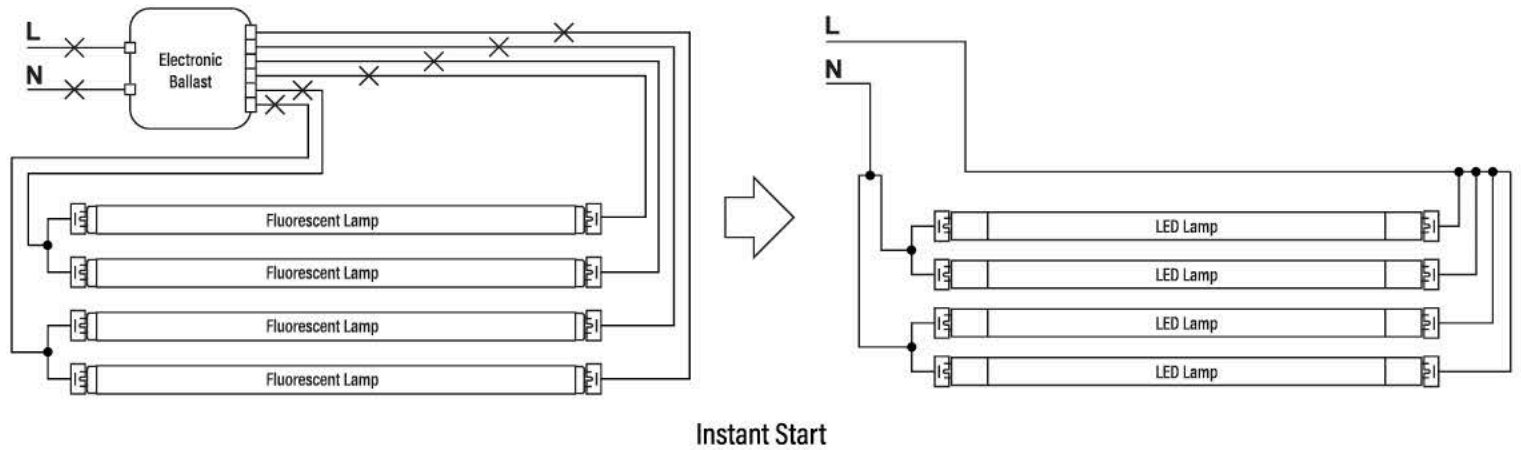 L
N
Electronic
Ballast
Fluorescent Lamp
Fluorescent Lamp
Fluorescent Lamp
Fluorescent Lamp
L
N
LED Lamp
LED Lamp
LED Lamp
LED Lamp
Instant Start